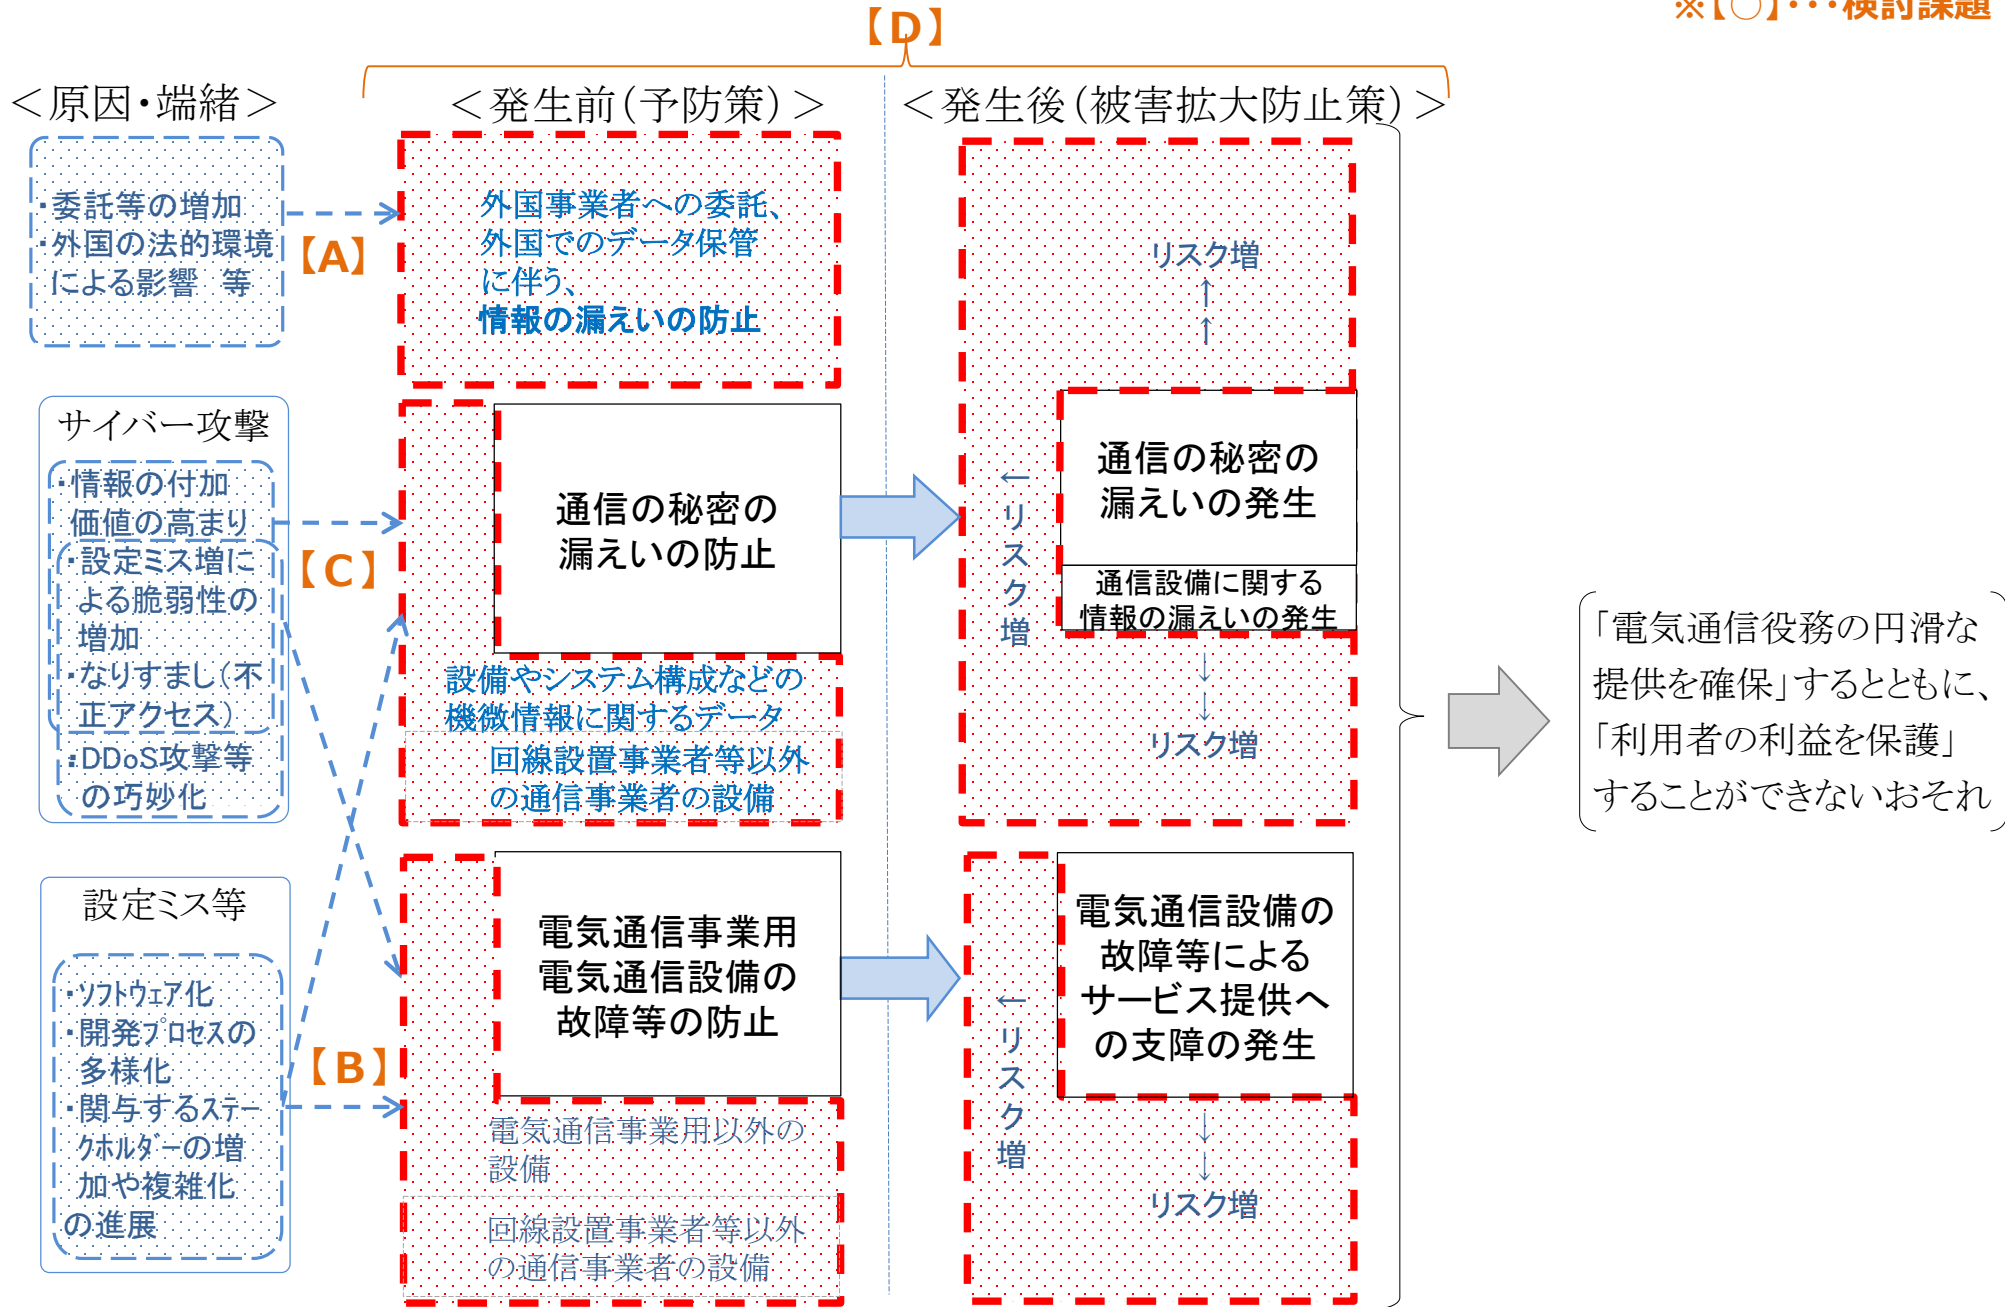 ※【○】・・・検討課題
【D】
＜原因・端緒＞
＜発生前（予防策）＞
＜発生後（被害拡大防止策）＞
・委託等の増加
・外国の法的環境
による影響　等
【A】
外国事業者への委託、
外国でのデータ保管
に伴う、
情報の漏えいの防止
リスク増
↑
↑
サイバー攻撃
・情報の付加
価値の高まり
・設定ミス増に
よる脆弱性の
増加
・なりすまし（不
正アクセス）
・DDoS攻撃等
の巧妙化
【C】
通信の秘密の
漏えいの防止
設備やシステム構成などの
機微情報に関するデータ
回線設置事業者等以外
の通信事業者の設備
←リスク増
通信の秘密の
漏えいの発生
通信設備に関する
情報の漏えいの発生
↓
↓
リスク増
「電気通信役務の円滑な
提供を確保」するとともに、
「利用者の利益を保護」
することができないおそれ
設定ミス等
・ｿﾌﾄｳｪｱ化
・開発ﾌﾟﾛｾｽの
多様化
・関与するｽﾃｰ
ｸﾎﾙﾀﾞｰの増
加や複雑化
の進展
【B】
電気通信事業用
電気通信設備の
故障等の防止
電気通信事業用以外の
設備
回線設置事業者等以外
の通信事業者の設備
←リスク増
電気通信設備の
故障等による
サービス提供へ
の支障の発生
↓
↓
リスク増